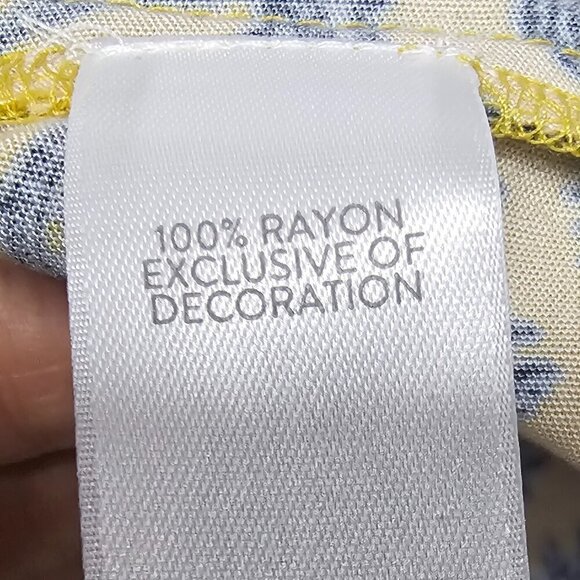 100% RAYON
EXCLUSIVE OF
DECORATION